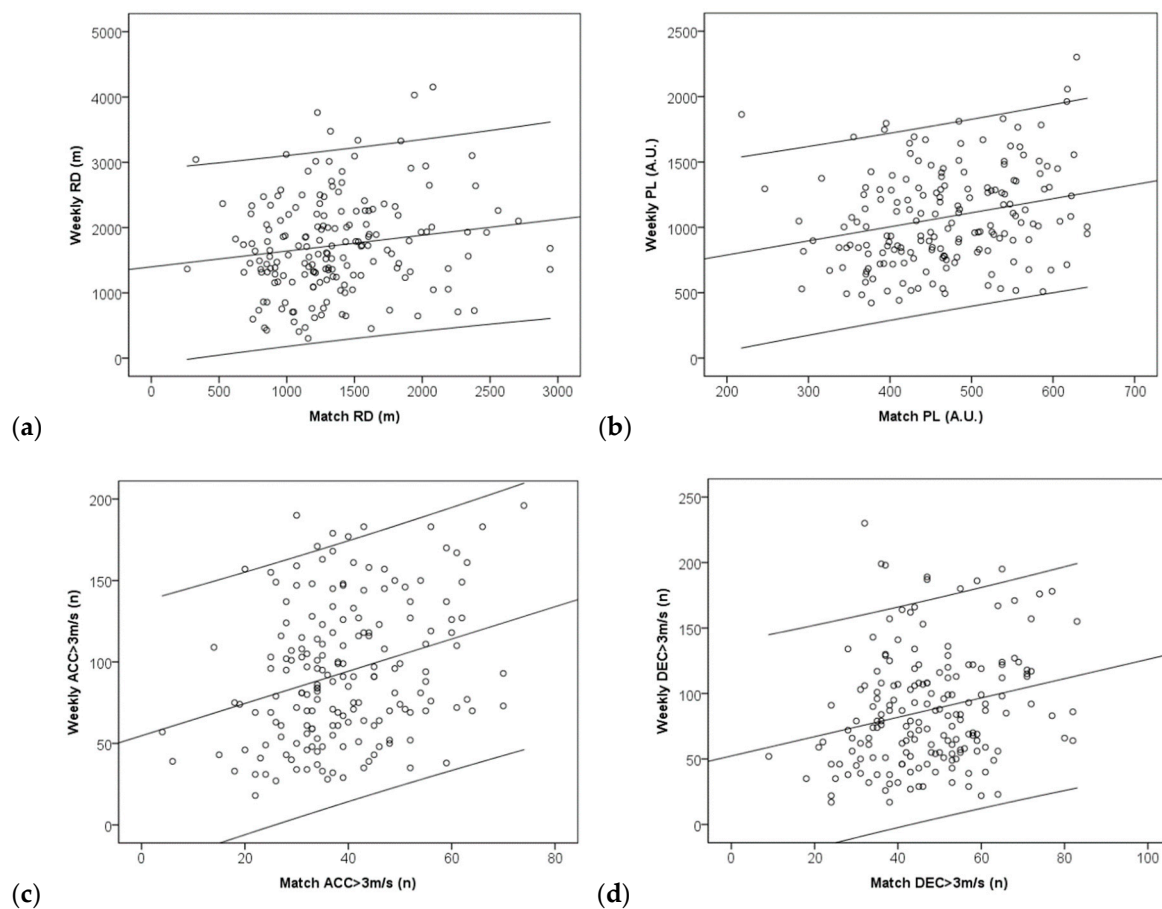 5000
4000
3000
2000
1000
0
Weekly RD (m)
0 500 1000 1500 2000 2500 3000
Match RD (m)
(a)
2500
2000
1500
1000
500
0
Weekly PL (A.U.)
200 300 400 500 600 700
Match PL (A.U.)
(b)
200
150
100
50
0
Weekly ACC>3m/s (n)
0 20 40 60 80
Match ACC>3m/s (n)
(c)
250
200
150
100
50
0
Weekly DEC>3m/s (n)
0 20 40 60 80 100
Match DEC>3m/s (n)
(d)